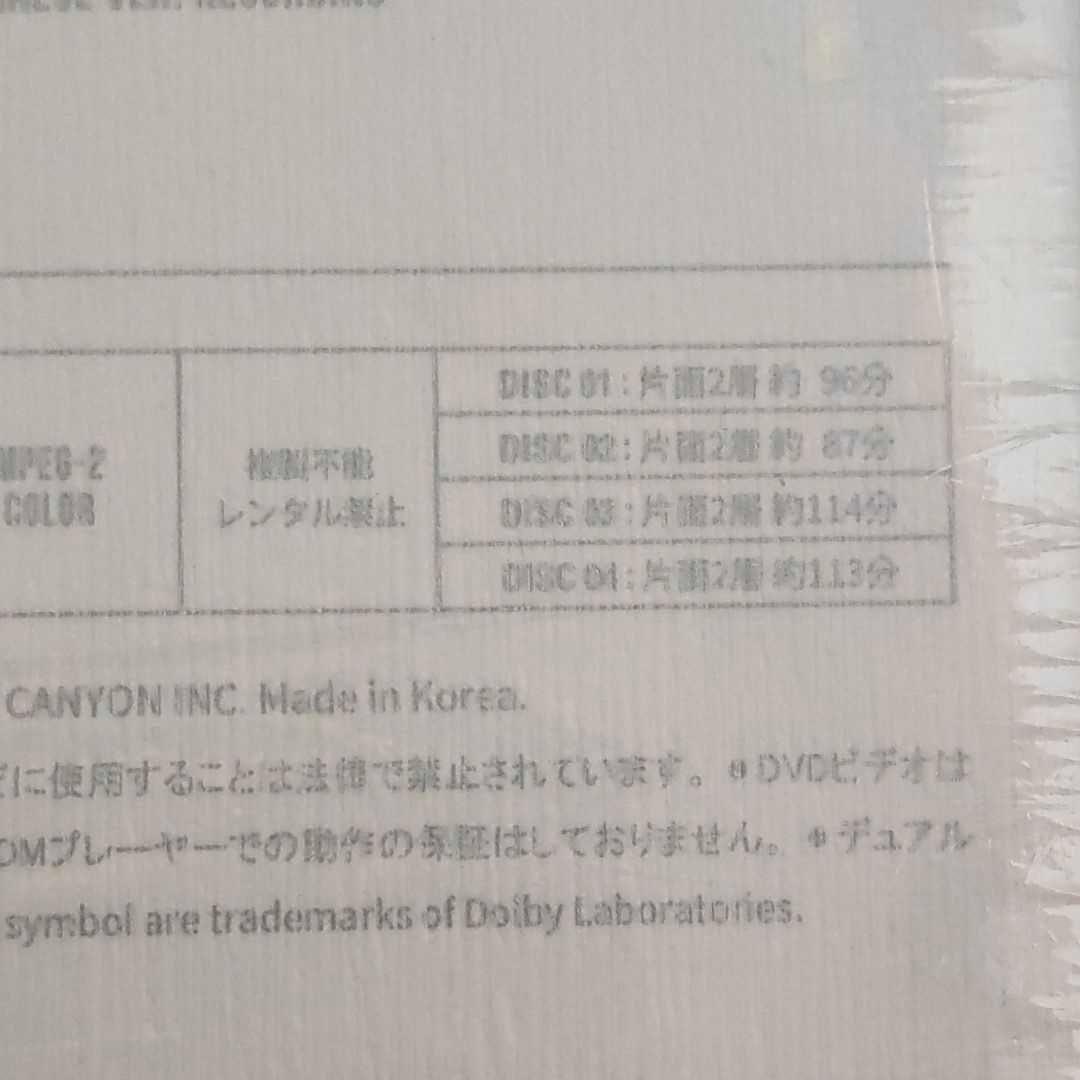 VER. RECORDING
MPEG-2
COLOR
複製不能
レンタル禁止
DISC 01 : 片面2層 約 96分
DISC 02 : 片面2層 約 87分
DISC 03 : 片面2層 約114分
DISC 04 : 片面2層 約113分
CANYON INC. Made in Korea.
に使用することは法律で禁止されています。●DVDビデオは
OMプレーヤーでの動作の保証はしておりません。●デュアル
symbol are trademarks of Dolby Laboratories.